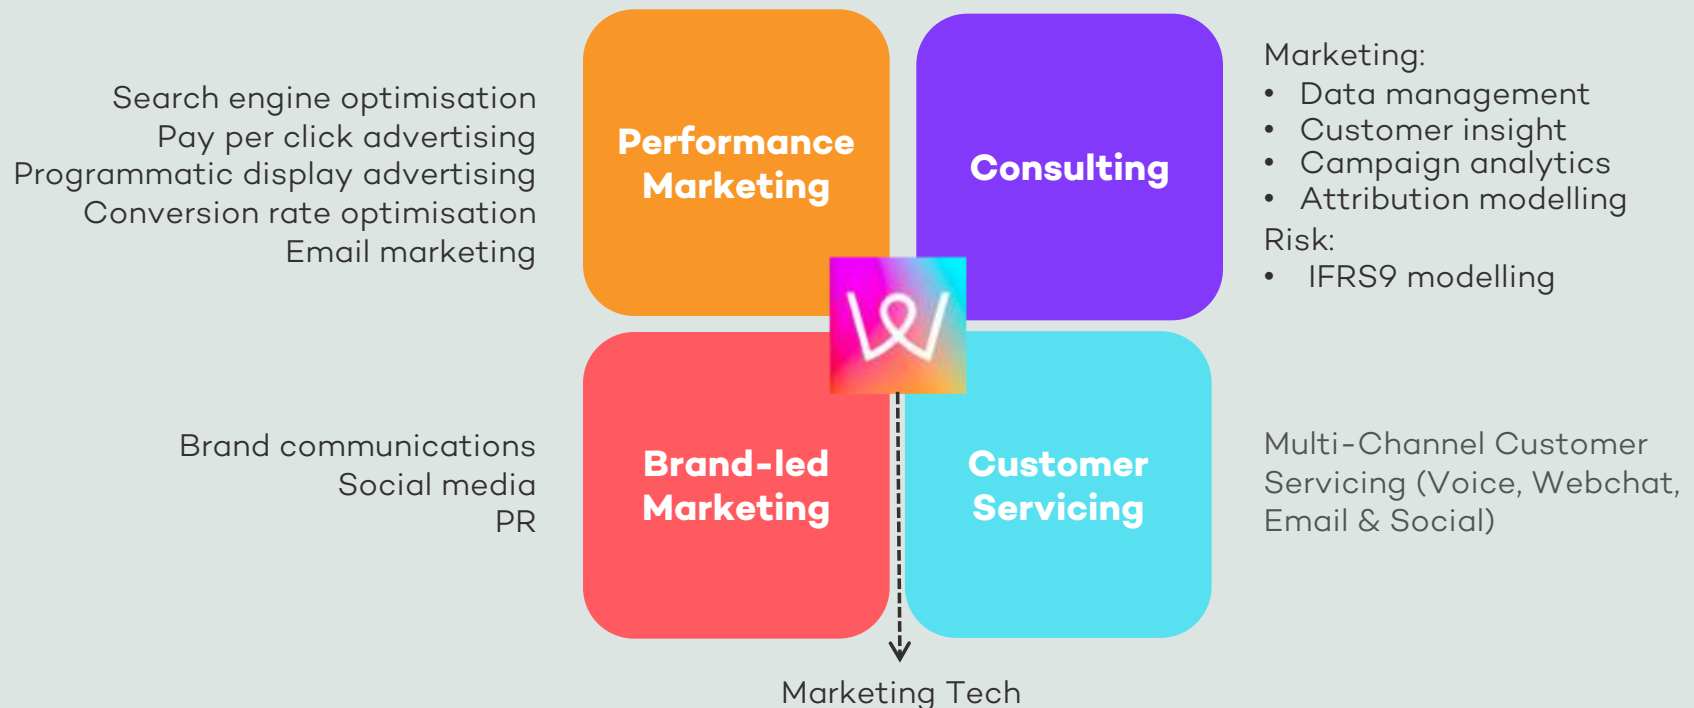 Search engine optimisation
Pay per click advertising
Programmatic display advertising
Conversion rate optimisation
Email marketing
Performance
Marketing
Consulting
Marketing:
• Data management
• Customer insight
• Campaign analytics
• Attribution modelling
Risk:
• IFRS9 modelling
W
Brand communications
Social media
PR
Brand-led
Marketing
Customer
Servicing
Multi-Channel Customer
Servicing (Voice, Webchat,
Email & Social)
Marketing Tech